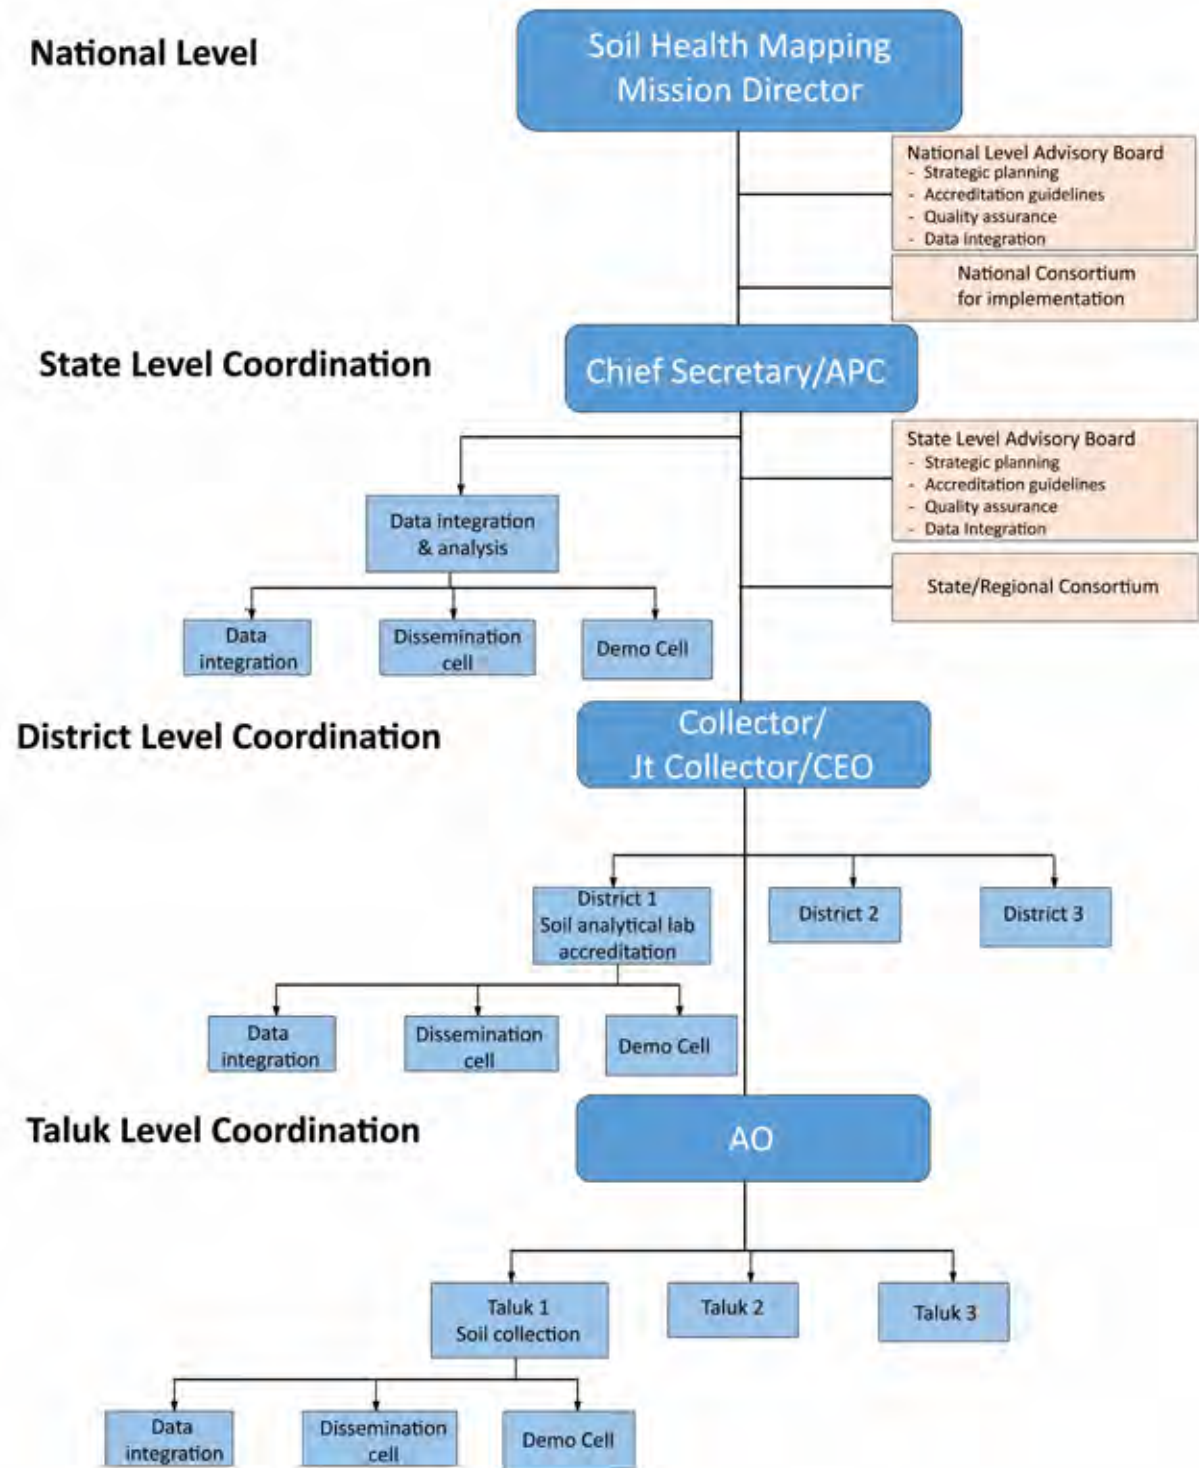 National Level
Soil Health Mapping
Mission Director
National Level Advisory Board
- Strategic planning
- Accreditation guidelines
- Quality assurance
- Data Integration
National Consortium
for implementation
State Level Coordination
Chief Secretary/APC
State Level Advisory Board
- Strategic planning
- Accreditation guidelines
- Quality assurance
- Data Integration
Data integration
& analysis
State/Regional Consortium
Data
integration
Dissemination
cell
Demo Cell
District Level Coordination
Collector/
Jt Collector/CEO
District 1
Soil analytical lab
accreditation
District 2
District 3
Data
integration
Dissemination
cell
Demo Cell
Taluk Level Coordination
AO
Taluk 1
Soil collection
Taluk 2
Taluk 3
Data
integration
Dissemination
cell
Demo Cell